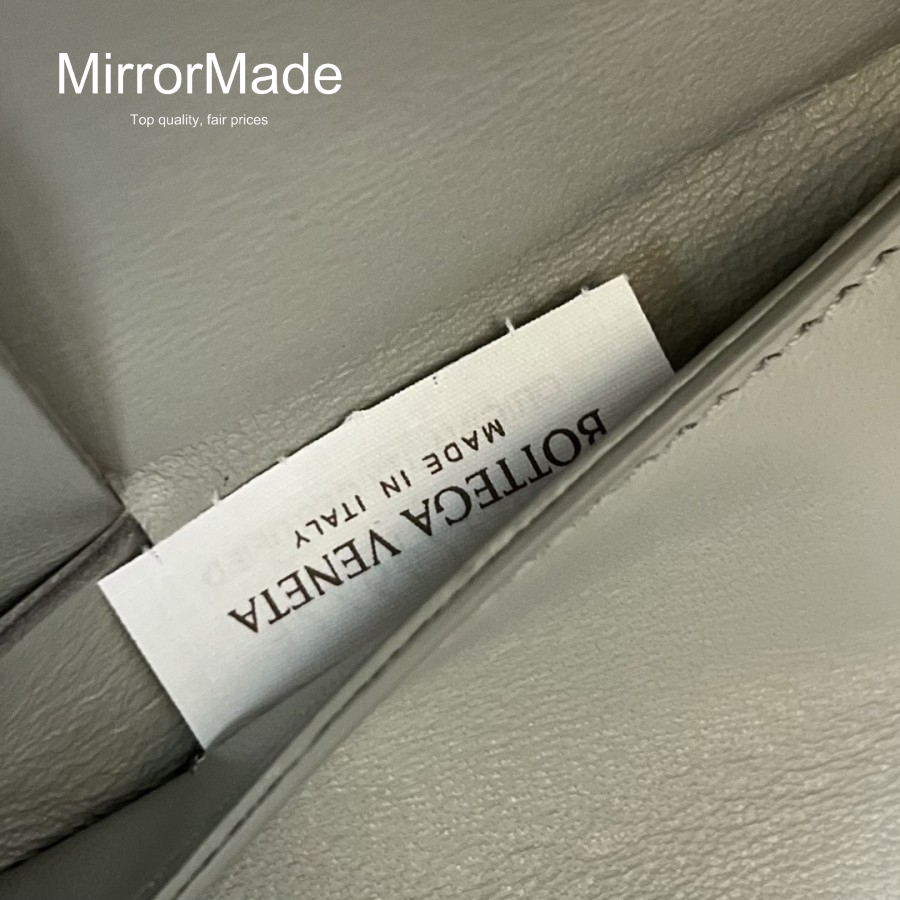 MirrorMade
Top quality, fair prices
BOTTEGA VENETA
MADE IN ITALY